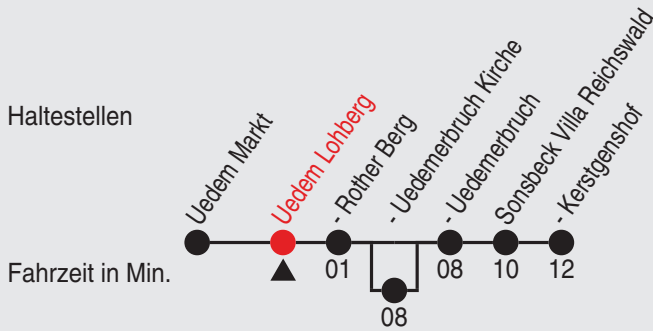 Haltestellen
Uedem Markt
Uedem Lohberg
- Rother Berg
- Uedemerbruch Kirche
- Uedemerbruch
Sonsbeck Villa Reichswald
- Kerstgenshof
Fahrzeit in Min.
01
08
08
10
12